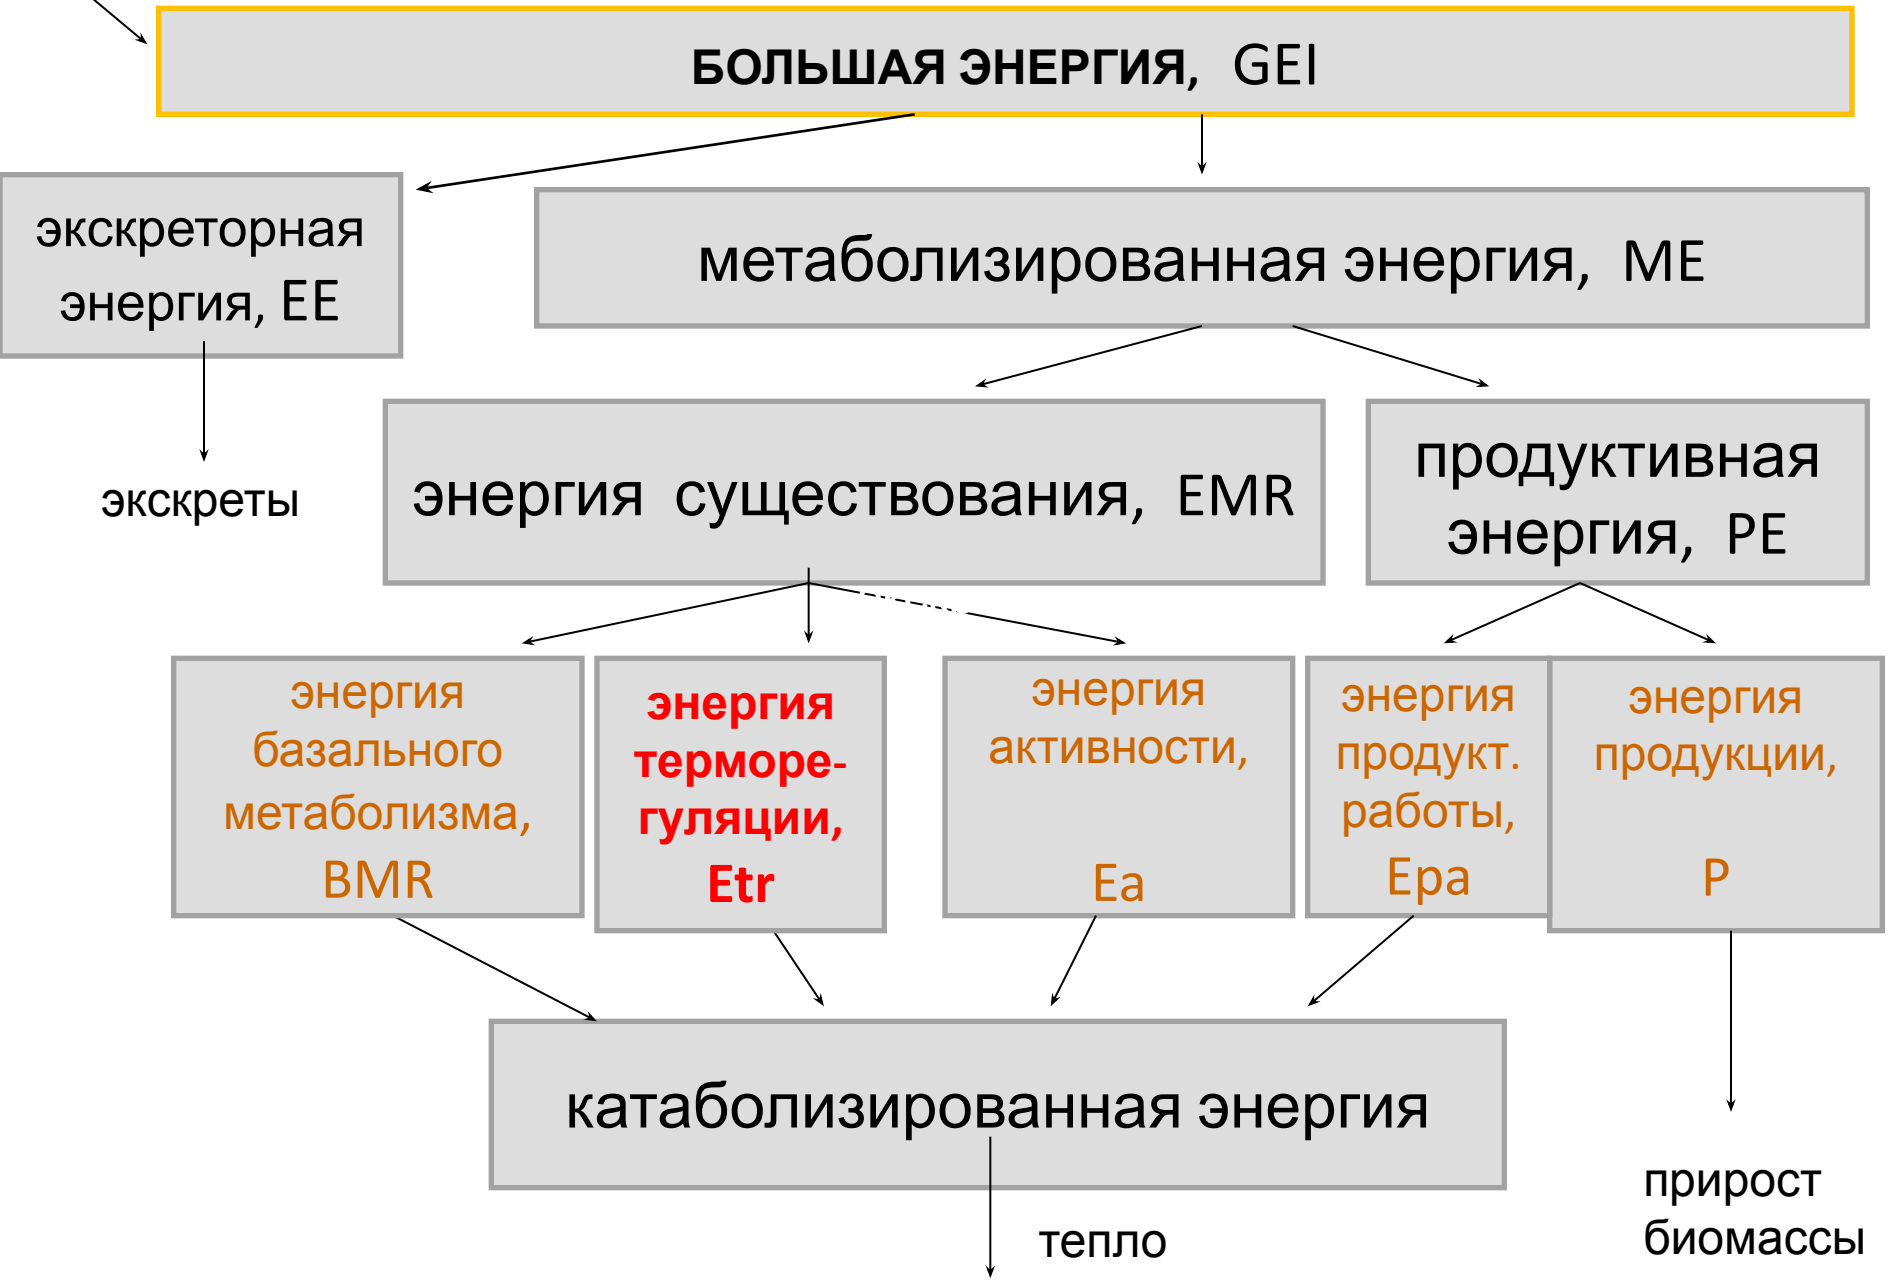 БОЛЬШАЯ ЭНЕРГИЯ, GEI
экскреторная
энергия, EE
метаболизированная энергия, ME
экскреты
энергия существования, EMR
продуктивная
энергия, PE
энергия
базального
метаболизма,
BMR
энергия
терморе-
гуляции,
Etr
энергия
активности,
Ea
энергия
продукт.
работы,
Epa
энергия
продукции,
P
катаболизированная энергия
тепло
прирост
биомассы